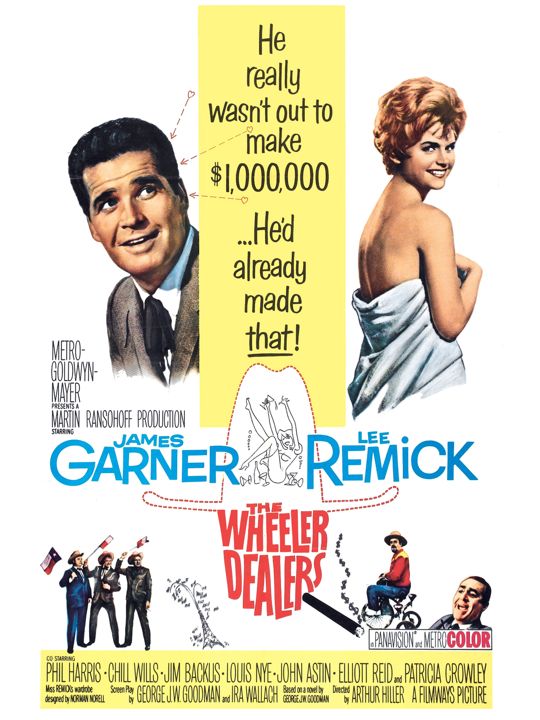 He
really
wasn't out to
make
$1,000,000
...He'd
already
made
that!
METRO-
GOLDWYN-
MAYER
PRESENTS A
MARTIN RANSOHOFF PRODUCTION
STARRING
JAMES
GARNER
LEE
REMICK
THE
WHEELER
DEALERS
in PANAVISION® and METROCOLOR
CO-STARRING
PHIL HARRIS · CHILL WILLS · JIM BACKUS · LOUIS NYE · JOHN ASTIN · ELLIOTT REID and PATRICIA CROWLEY
Miss REMICK's wardrobe
designed by NORMAN NORELL
Screen Play by GEORGE J.W. GOODMAN and IRA WALLACH
Based on a novel by
GEORGE J.W. GOODMAN
Directed by ARTHUR HILLER
A FILMWAYS PICTURE